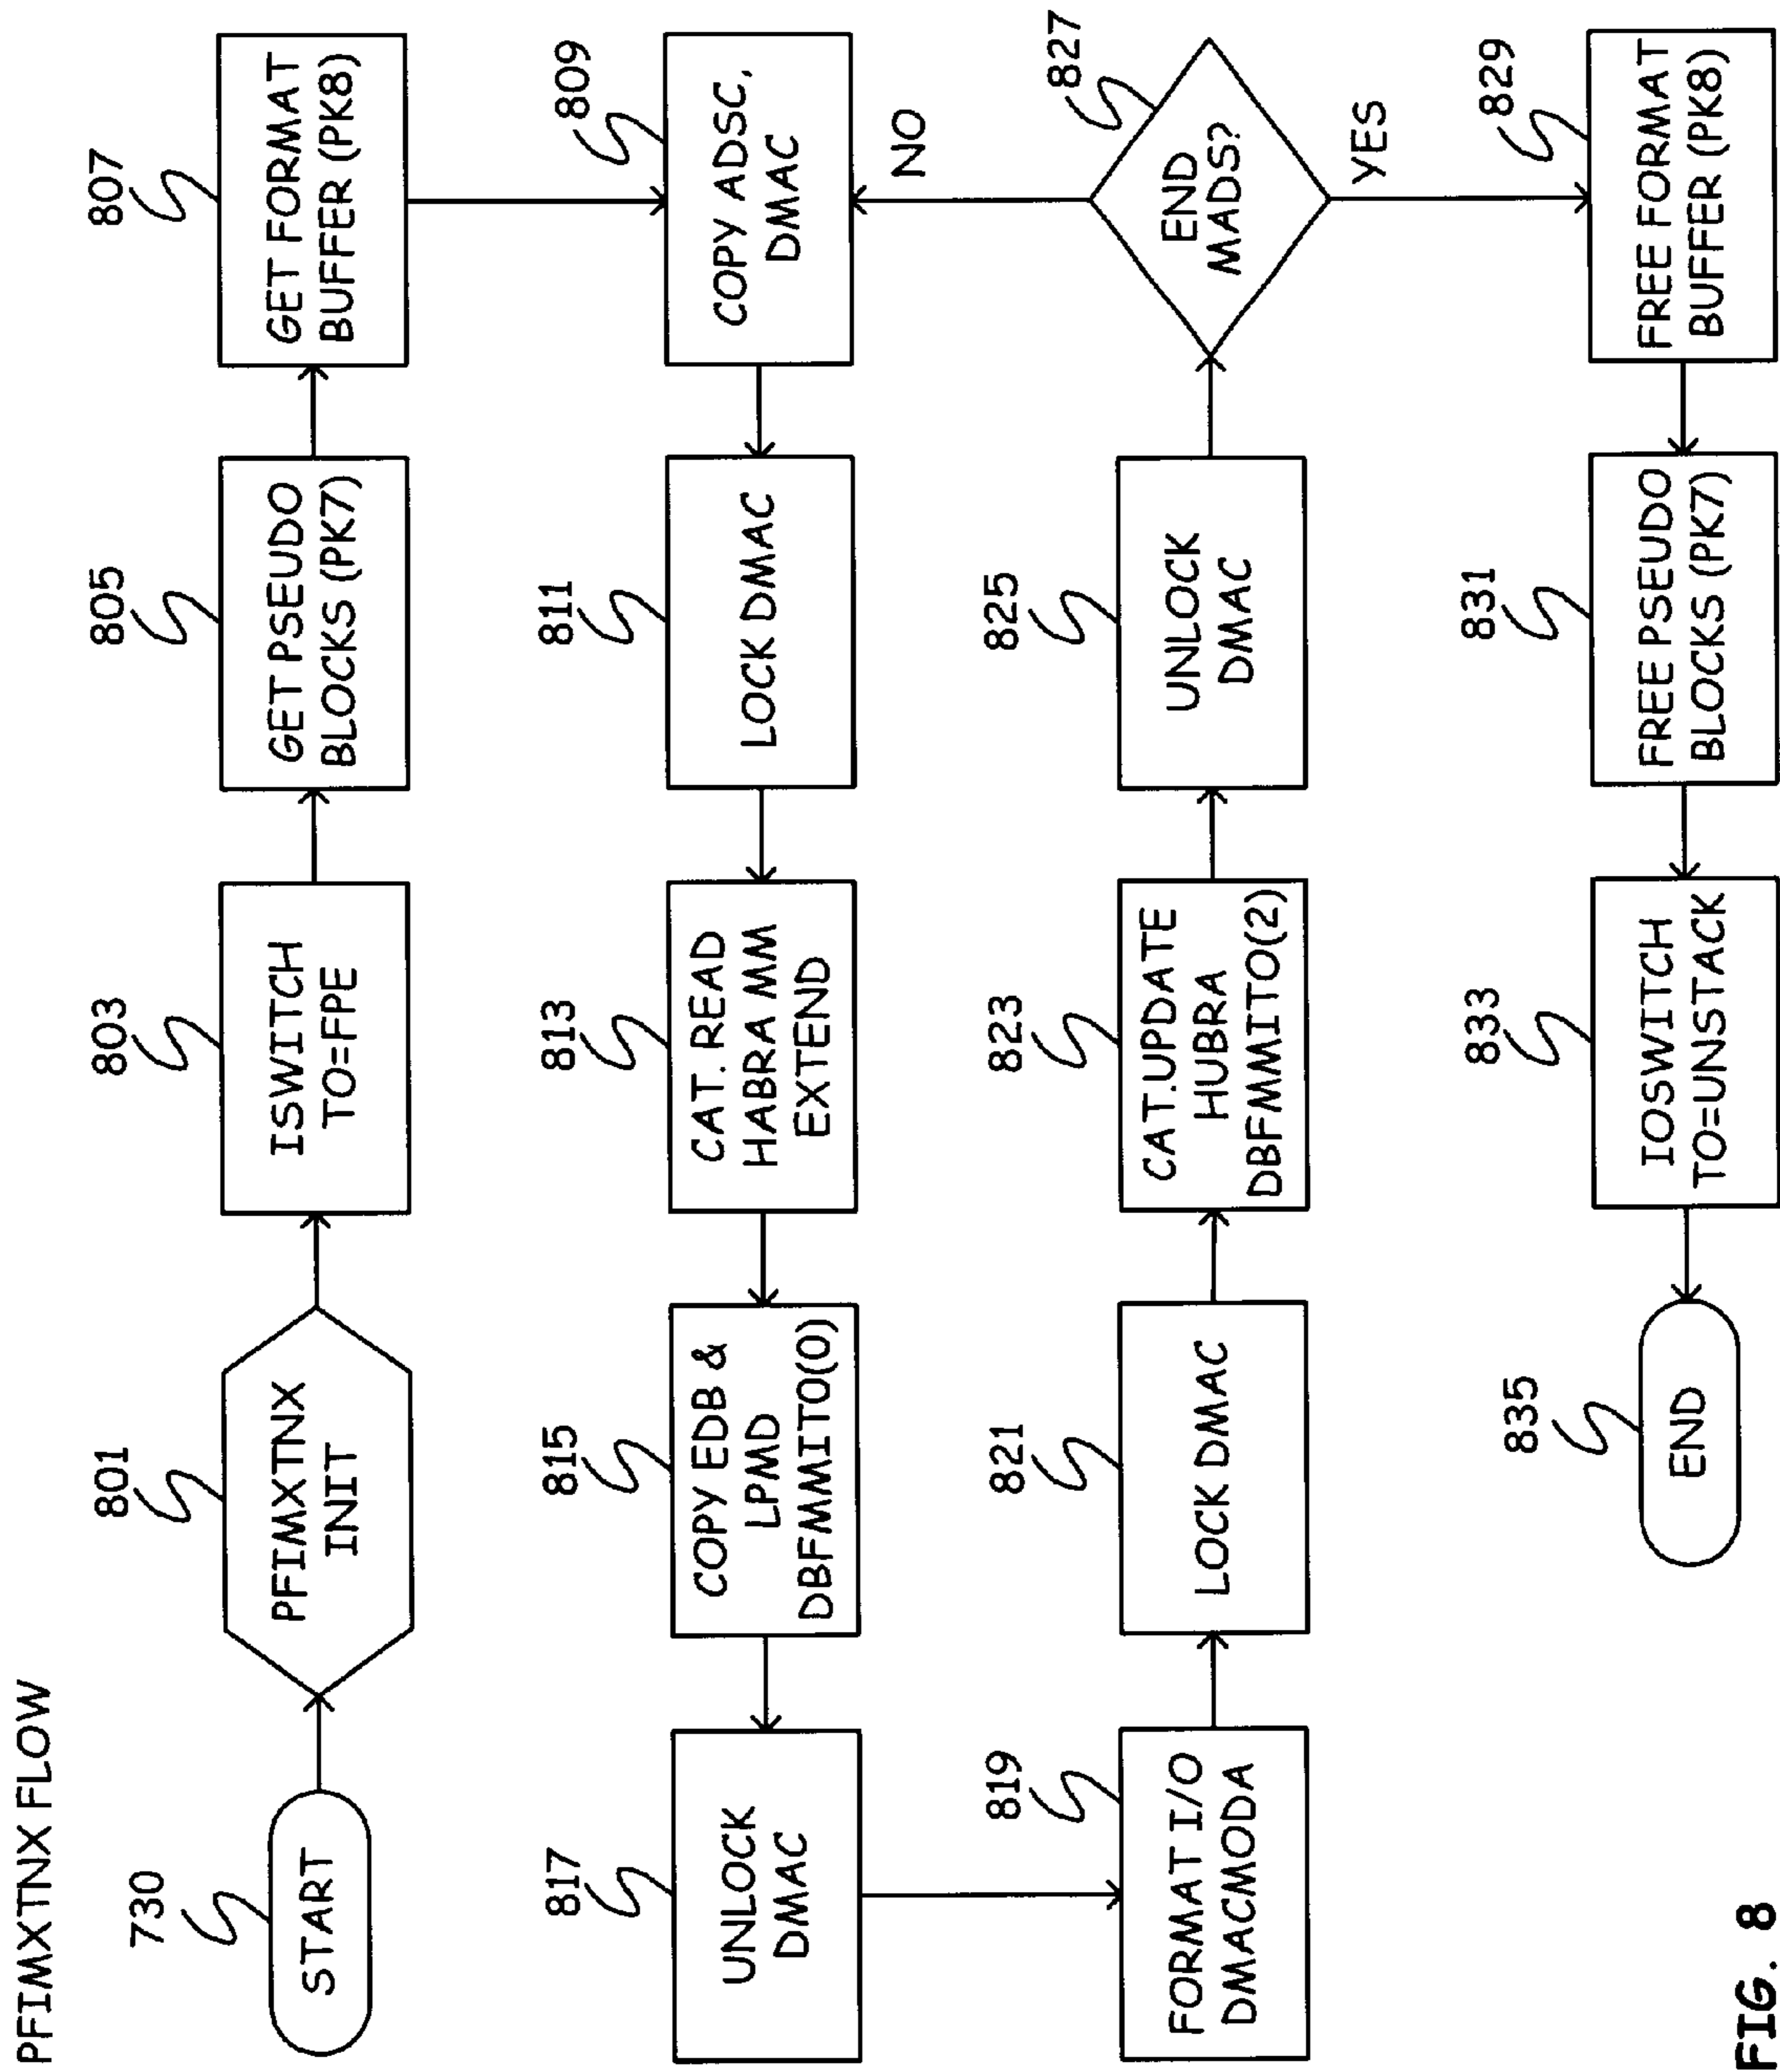 PFIMXTNX FLOW
730
START
801
PFIMXTNX
INIT
803
ISWITCH
TO=FPE
805
GET PSEUDO
BLOCKS (PK7)
807
GET FORMAT
BUFFER (PK8)
809
COPY ADSC,
DMAC
811
LOCK DMAC
813
CAT. READ
HABRA MM
EXTEND
815
COPY EDB &
LPMD
DBFMMIT0(0)
817
UNLOCK
DMAC
819
FORMAT I/O
DMACMODA
821
LOCK DMAC
823
CAT.UPDATE
HUBRA
DBFMMIT0(2)
825
UNLOCK
DMAC
827
END
MADS?
NO
YES
829
FREE FORMAT
BUFFER (PK8)
831
FREE PSEUDO
BLOCKS (PK7)
833
IOSWITCH
TO=UNSTACK
835
END
FIG. 8